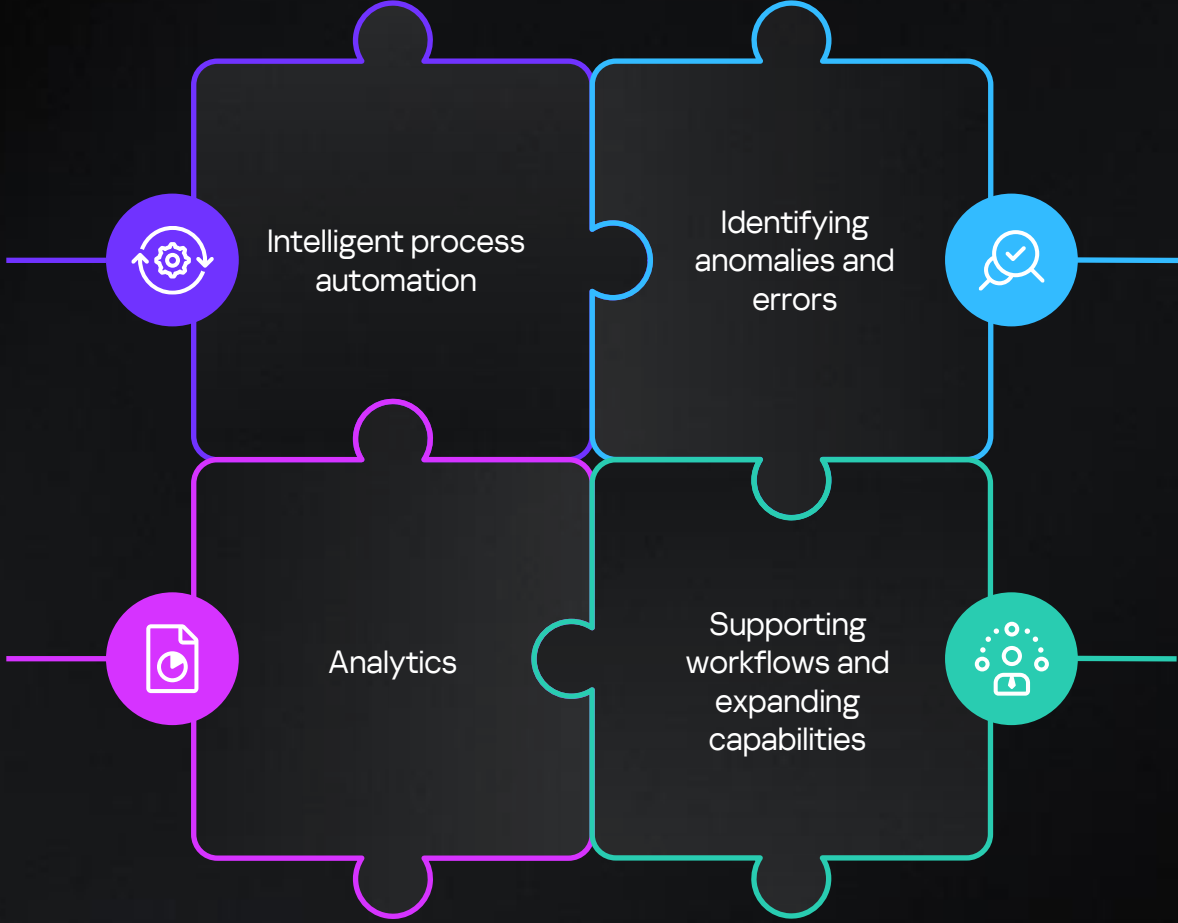 Intelligent process
automation
Identifying
anomalies and
errors
Analytics
Supporting
workflows and
expanding
capabilities